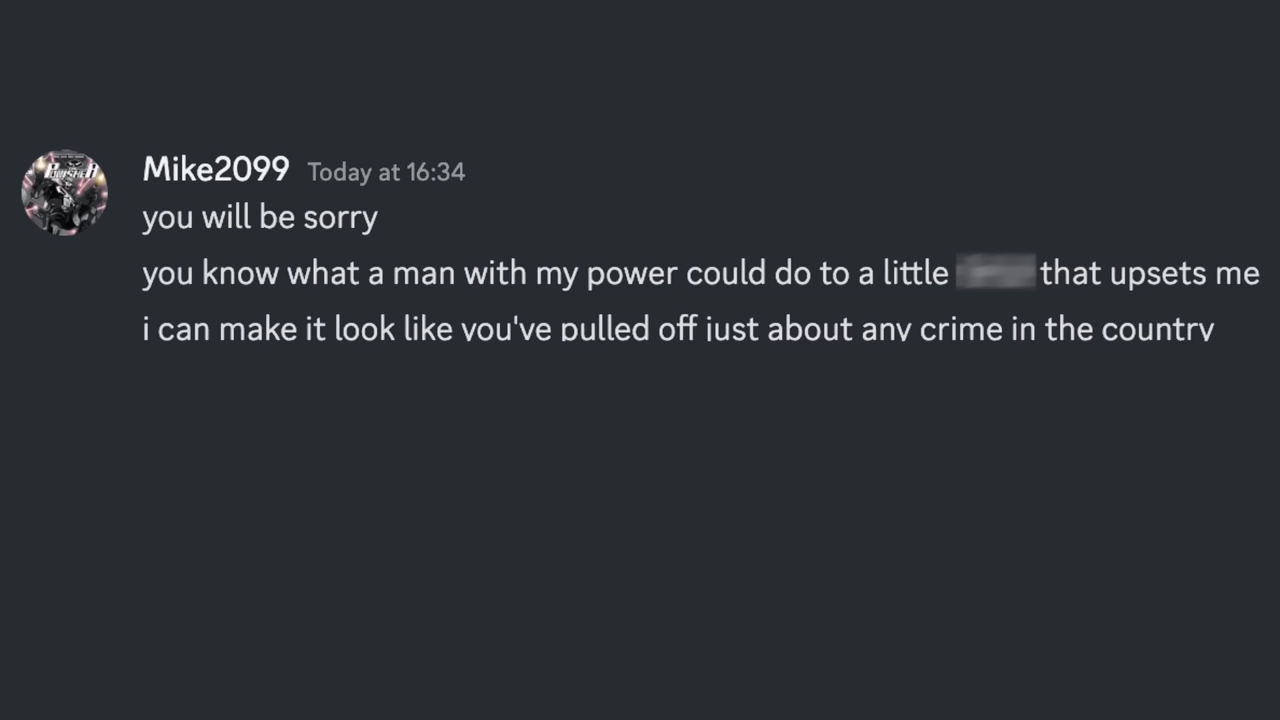 PUNISHER
Mike2099 Today at 16:34
you will be sorry
you know what a man with my power could do to a little that upsets me
i can make it look like you've pulled off just about any crime in the country